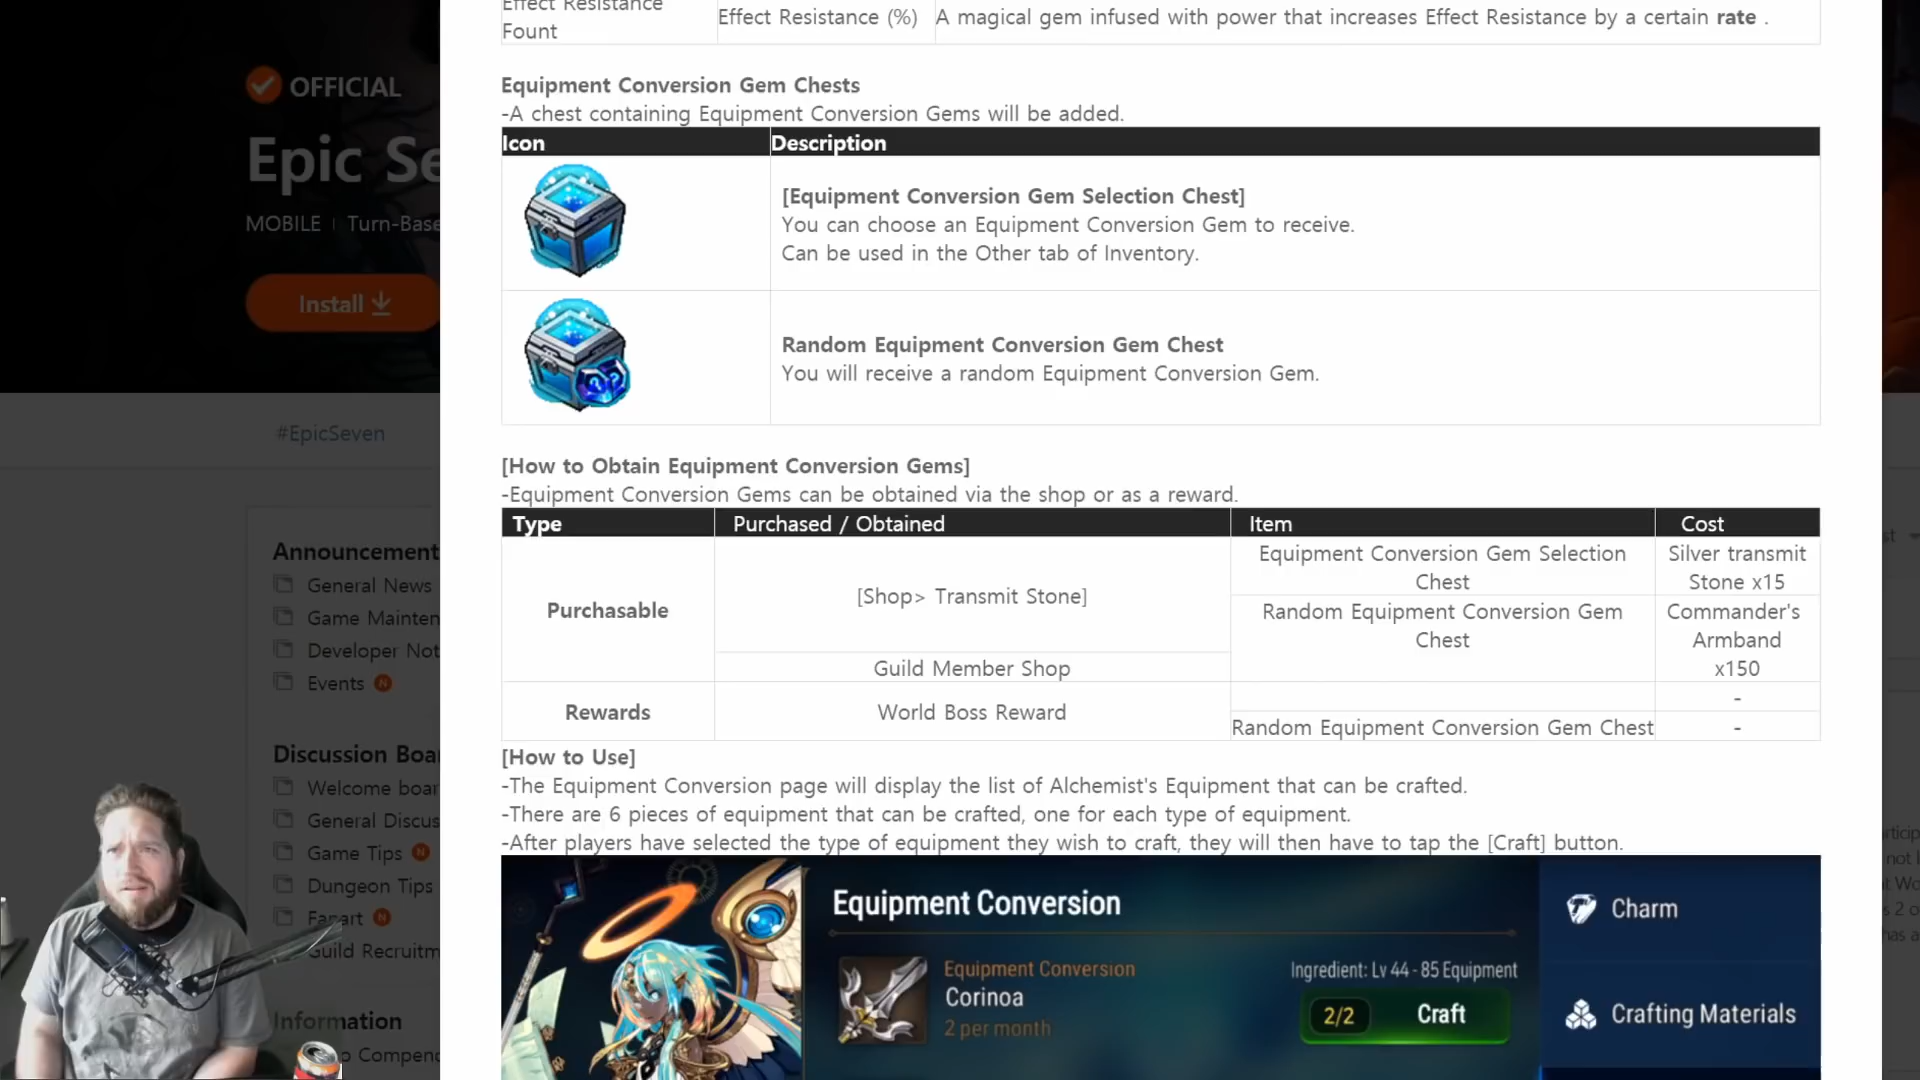 OFFICIAL
Epic Se
MOBILE
Turn-Base
Install
#EpicSeven
Announcement
General News
Game Mainten
Developer Not
Events N
Discussion Boa
Welcome boar
General Discus
Game Tips N
Dungeon Tips
Fanart N
Guild Recruitm
Information
Compend
Effect Resistance
Fount
Effect Resistance (%)
A magical gem infused with power that increases Effect Resistance by a certain rate .
Equipment Conversion Gem Chests
-A chest containing Equipment Conversion Gems will be added.
Icon
Description
[Equipment Conversion Gem Selection Chest]
You can choose an Equipment Conversion Gem to receive.
Can be used in the Other tab of Inventory.
Random Equipment Conversion Gem Chest
You will receive a random Equipment Conversion Gem.
[How to Obtain Equipment Conversion Gems]
-Equipment Conversion Gems can be obtained via the shop or as a reward.
Type
Purchased / Obtained
Item
Cost
Purchasable
[Shop> Transmit Stone]
Equipment Conversion Gem Selection
Chest
Silver transmit
Stone x15
Random Equipment Conversion Gem
Chest
Commander's
Armband
x150
Guild Member Shop
Rewards
World Boss Reward
-
Random Equipment Conversion Gem Chest
-
[How to Use]
-The Equipment Conversion page will display the list of Alchemist's Equipment that can be crafted.
-There are 6 pieces of equipment that can be crafted, one for each type of equipment.
-After players have selected the type of equipment they wish to craft, they will then have to tap the [Craft] button.
Equipment Conversion
Equipment Conversion
Corinoa
2 per month
Ingredient: Lv 44 - 85 Equipment
2/2
Craft
Charm
Crafting Materials